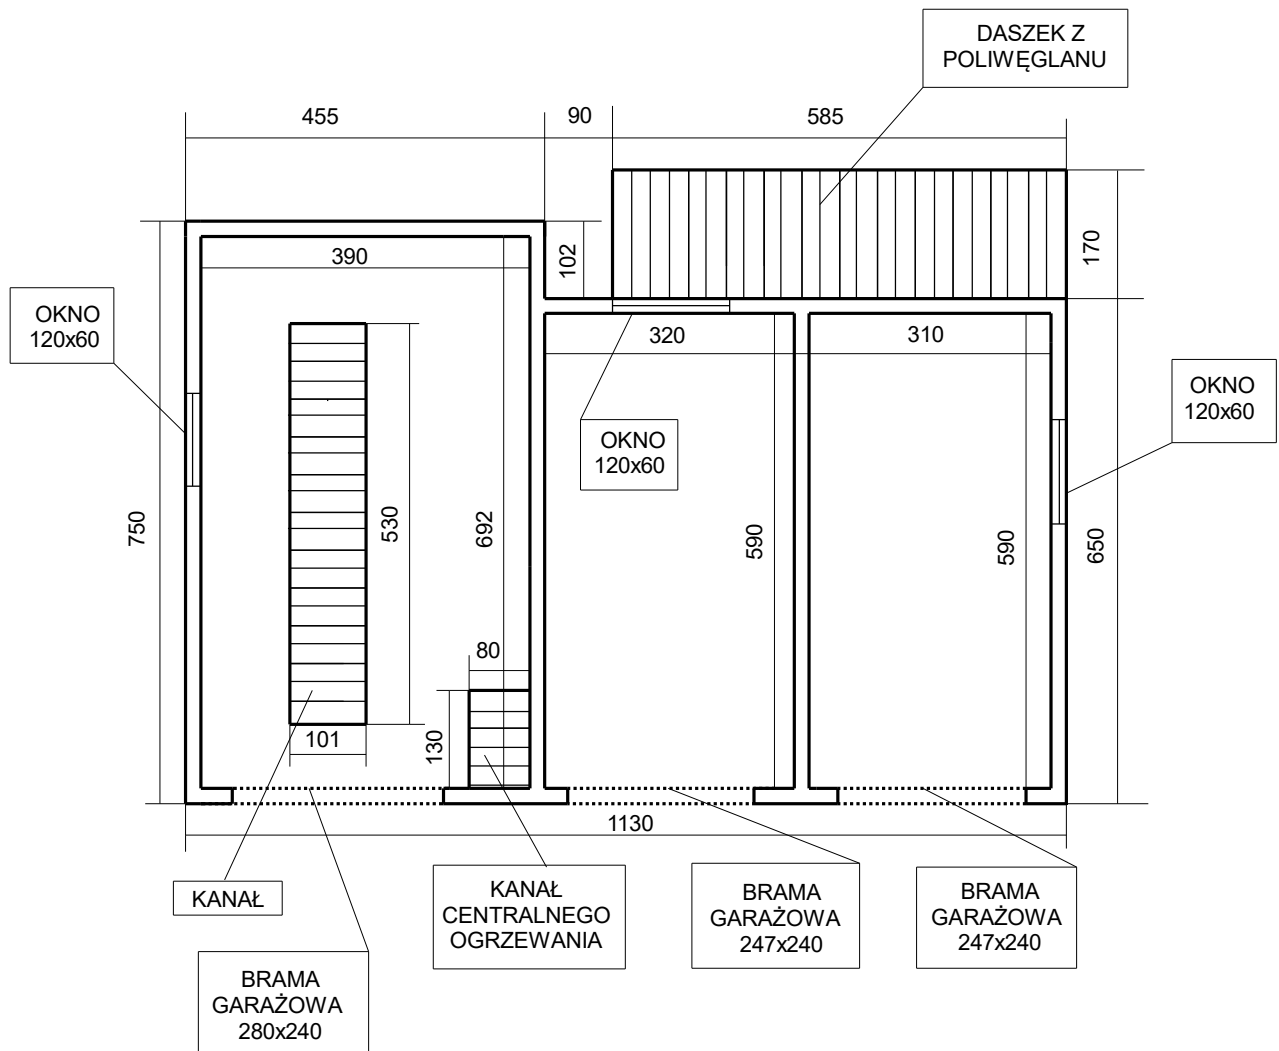 DASZEK Z
POLIWĘGLANU
455
90
585
102
170
390
OKNO
120x60
320
310
OKNO
120x60
OKNO
120x60
750
530
692
590
590
650
80
130
101
1130
KANAŁ
KANAŁ
CENTRALNEGO
OGRZEWANIA
BRAMA
GARAŻOWA
247x240
BRAMA
GARAŻOWA
247x240
BRAMA
GARAŻOWA
280x240